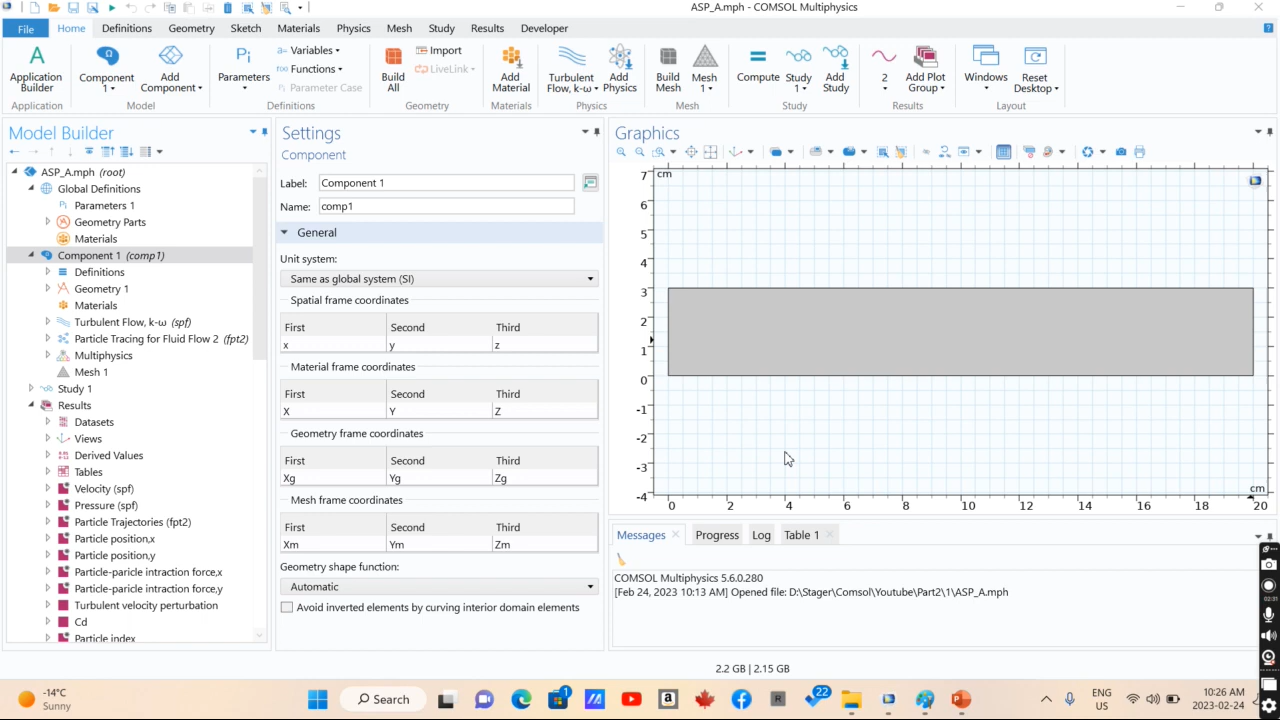 ASP_A.mph - COMSOL Multiphysics
File Home Definitions Geometry Sketch Materials Physics Mesh Study Results Developer
Application Builder
Application
Component 1
Add Component
Model
Pi Parameters
a= Variables
f(x) Functions
Pi Parameter Case
Definitions
Build All
Import
LiveLink
Geometry
Add Material
Materials
Turbulent Flow, k-ω
Add Physics
Physics
Build Mesh
Mesh 1
Mesh
Compute
Study 1
Add Study
Study
2
Add Plot Group
Results
Windows
Reset Desktop
Layout
Model Builder
ASP_A.mph (root)
Global Definitions
Pi Parameters 1
Geometry Parts
Materials
Component 1 (comp1)
Definitions
Geometry 1
Materials
Turbulent Flow, k-ω (spf)
Particle Tracing for Fluid Flow 2 (fpt2)
Multiphysics
Mesh 1
Study 1
Results
Datasets
Views
Derived Values
Tables
Velocity (spf)
Pressure (spf)
Particle Trajectories (fpt2)
Particle position,x
Particle position,y
Particle-paricle intraction force,x
Particle-paricle intraction force,y
Turbulent velocity perturbation
Cd
Particle index
Settings
Component
Label: Component 1
Name: comp1
General
Unit system:
Same as global system (SI)
Spatial frame coordinates
First Second Third
x y z
Material frame coordinates
First Second Third
X Y Z
Geometry frame coordinates
First Second Third
Xg Yg Zg
Mesh frame coordinates
First Second Third
Xm Ym Zm
Geometry shape function:
Automatic
Avoid inverted elements by curving interior domain elements
Graphics
cm
7
6
5
4
3
2
1
0
-1
-2
-3
-4
cm
0 2 4 6 8 10 12 14 16 18 20
Messages Progress Log Table 1
COMSOL Multiphysics 5.6.0.280
[Feb 24, 2023 10:13 AM] Opened file: D:\Stager\Comsol\Youtube\Part2\1\ASP_A.mph
2.2 GB | 2.15 GB
-14°C
Sunny
Search
1
a
R
22
ENG
US
10:26 AM
2023-02-24